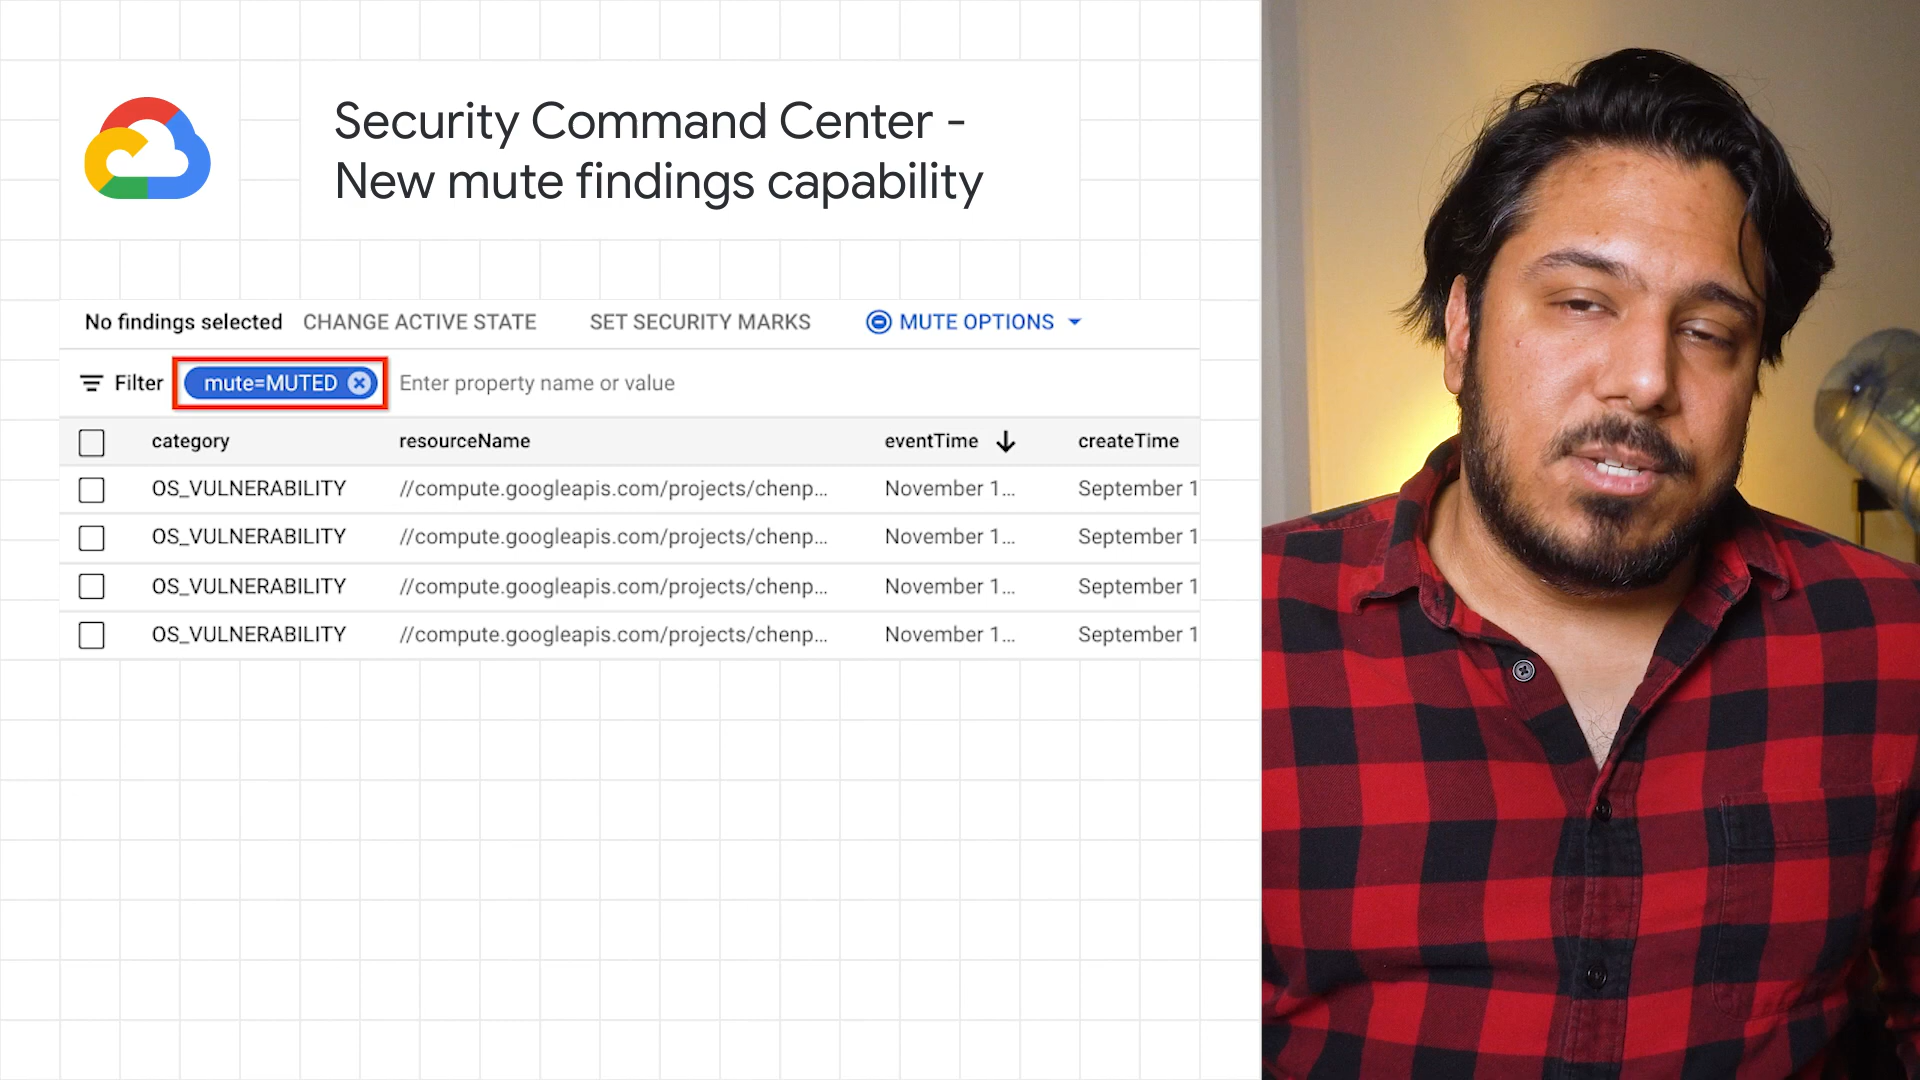 Security Command Center -
New mute findings capability
No findings selected CHANGE ACTIVE STATE SET SECURITY MARKS MUTE OPTIONS
Filter mute=MUTED Enter property name or value
category resourceName eventTime createTime
OS_VULNERABILITY //compute.googleapis.com/projects/chenp... November 1... September 1
OS_VULNERABILITY //compute.googleapis.com/projects/chenp... November 1... September 1
OS_VULNERABILITY //compute.googleapis.com/projects/chenp... November 1... September 1
OS_VULNERABILITY //compute.googleapis.com/projects/chenp... November 1... September 1